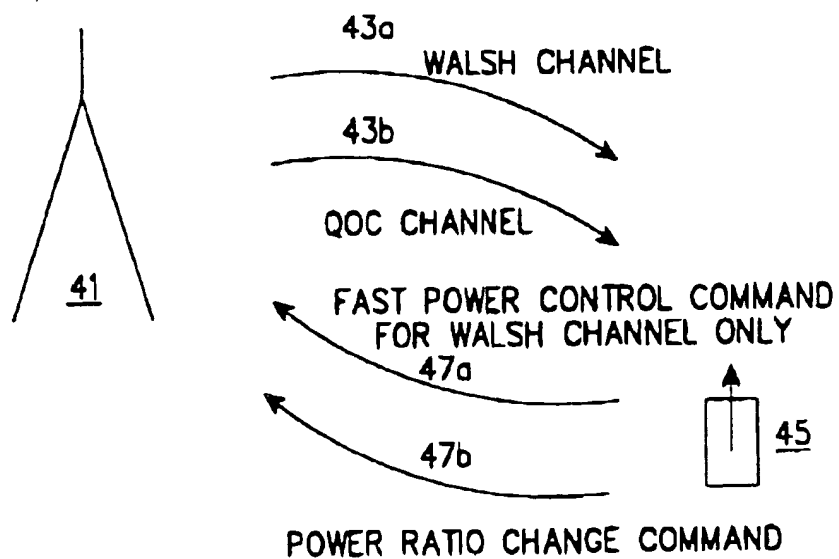 43a
WALSH CHANNEL
43b
QOC CHANNEL
41
FAST POWER CONTROL COMMAND
FOR WALSH CHANNEL ONLY
47a
45
47b
POWER RATIO CHANGE COMMAND